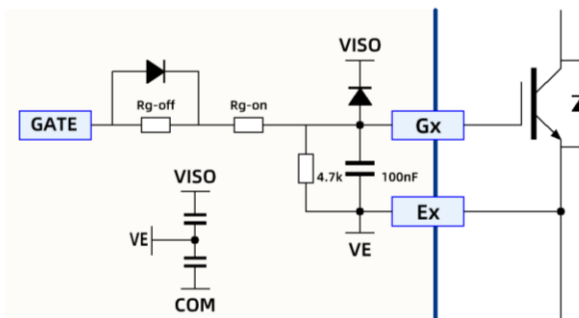 VISO
Rg-off
Rg-on
GATE
Gx
4.7k
100nF
VISO
Ex
VE
VE
COM